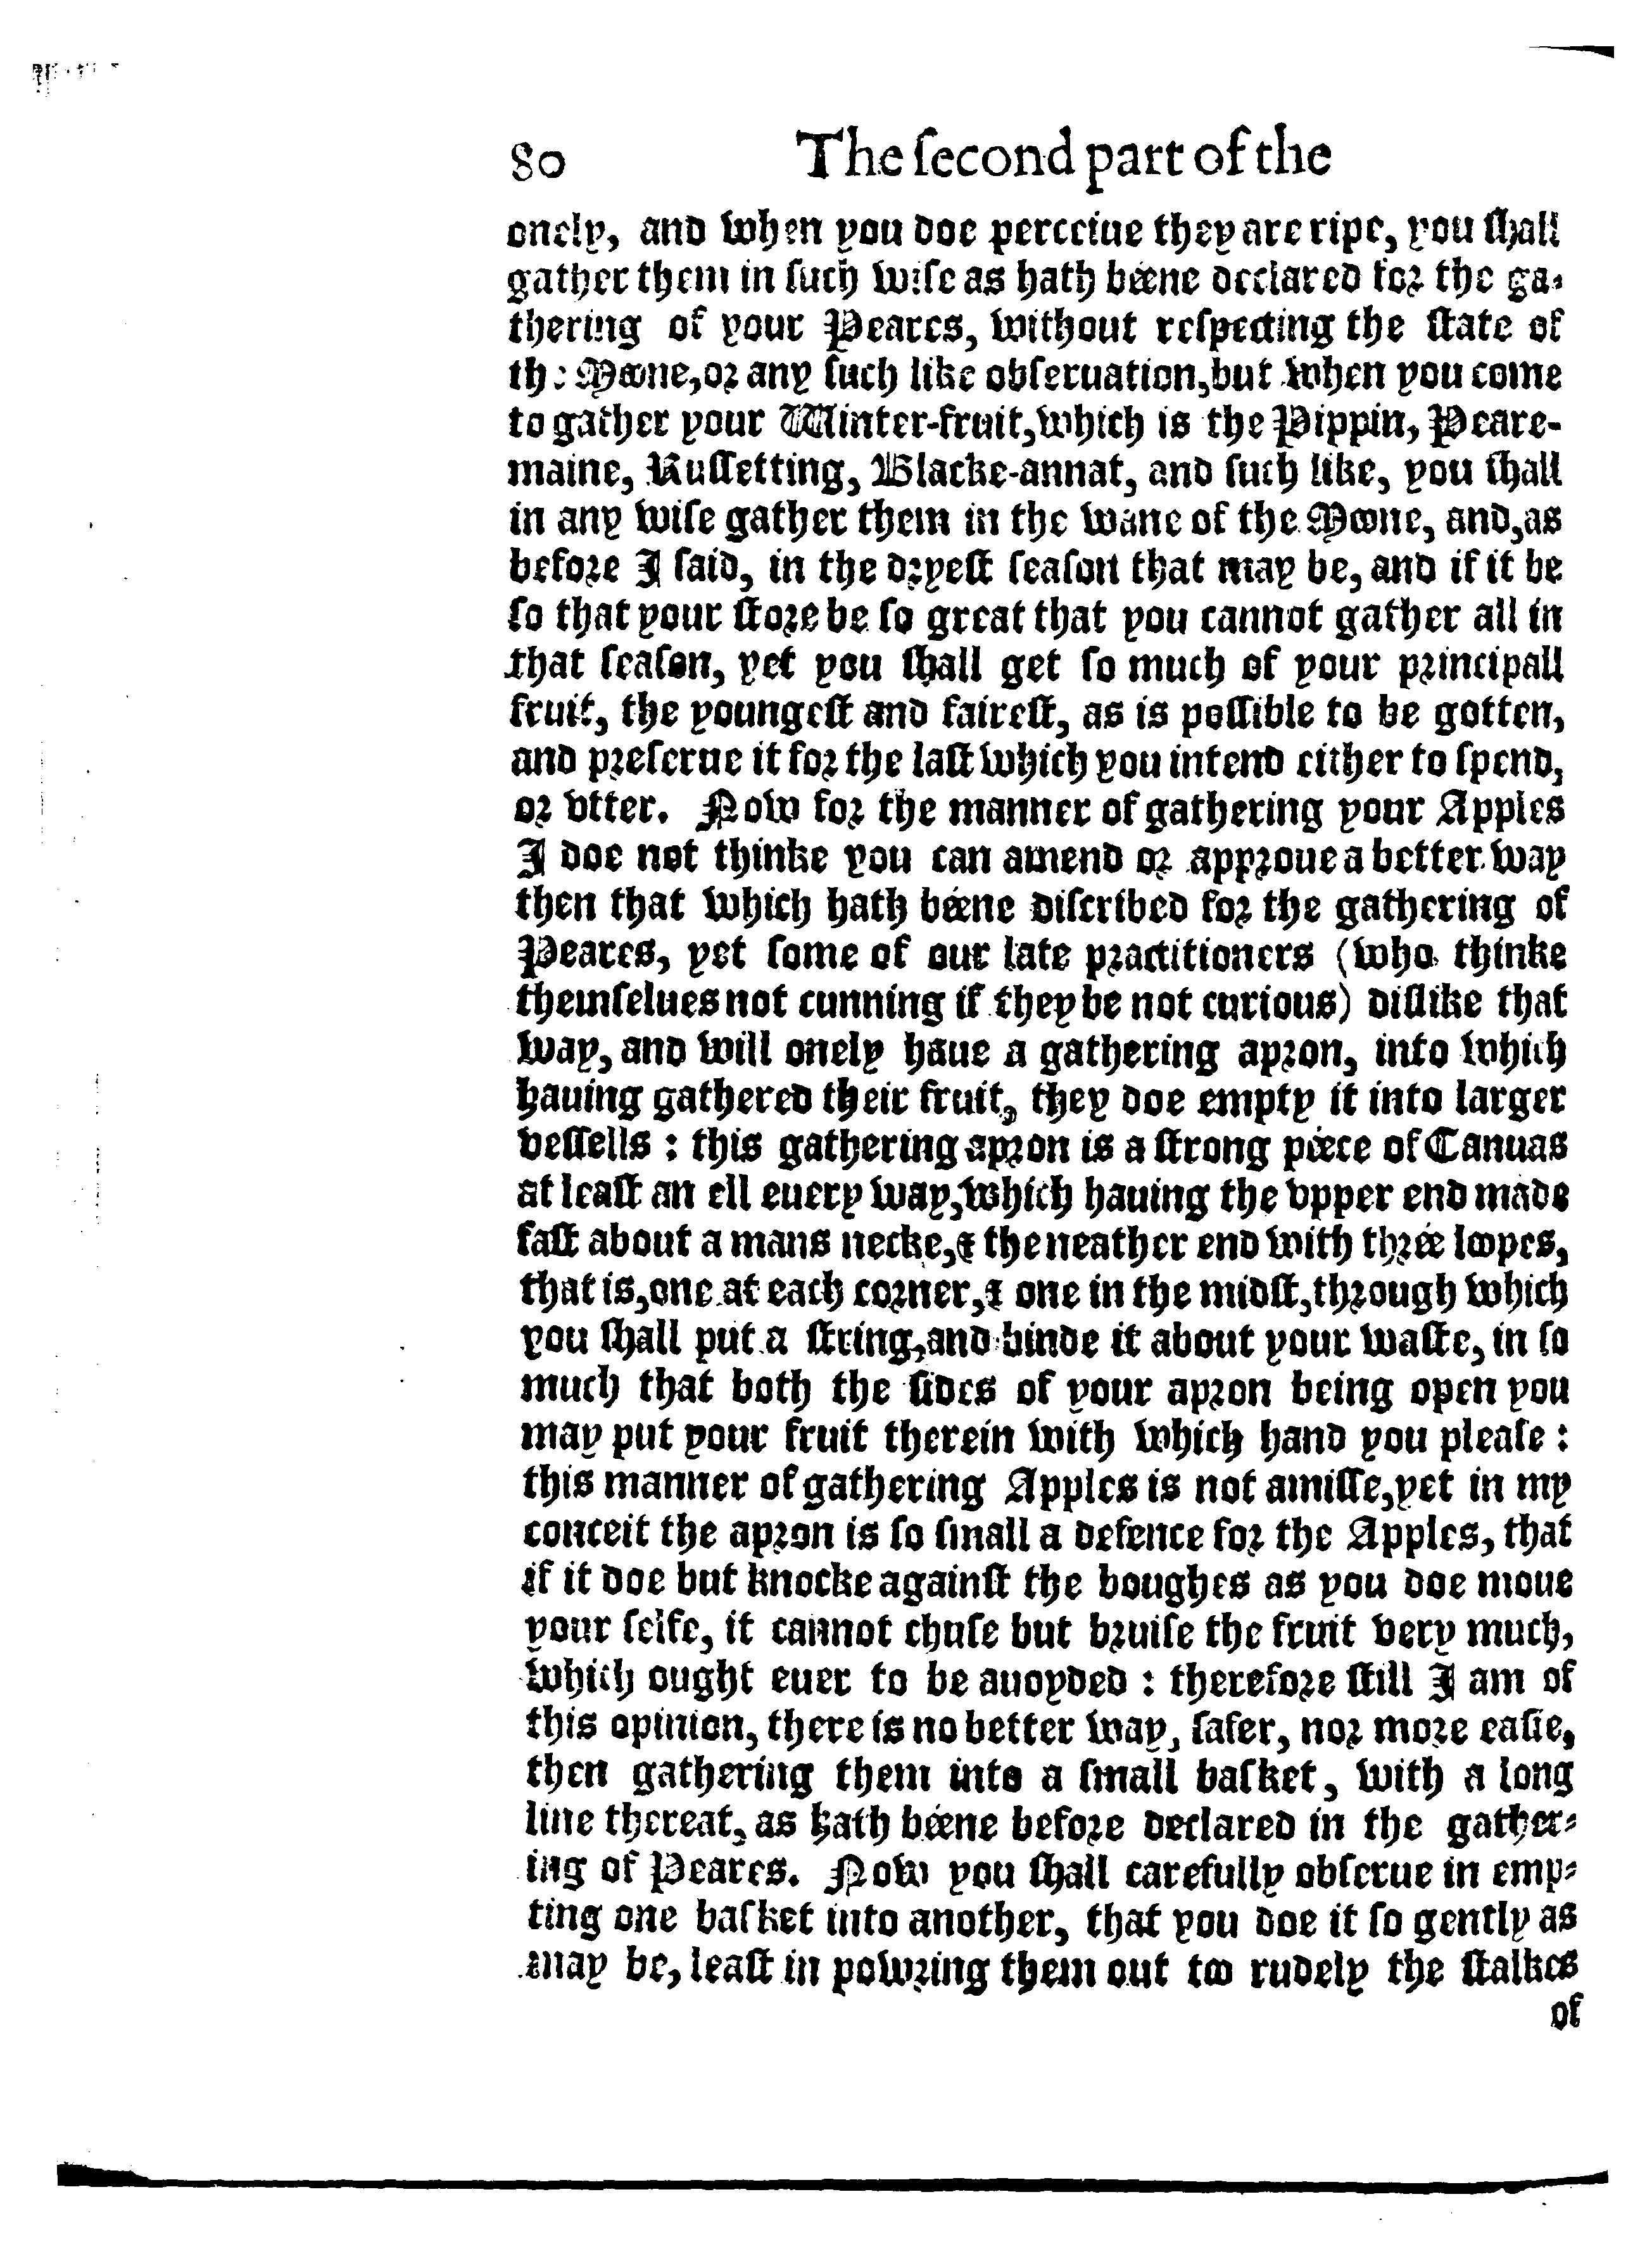 80 The ſecond part of the
onely, and when you doe perceiue they are ripe, you ſhall
gather them in ſuch wiſe as hath béene declared for the ga-
thering of your Peares, without reſpecting the ſtate of
the Moone, or any ſuch like obſeruation, but when you come
to gather your Winter-fruit, which is the Pippin, Peare-
maine, Ruſſetting, Blacke-annat, and ſuch like, you ſhall
in any wiſe gather them in the wane of the Moone, and, as
before I ſaid, in the dryeſt ſeaſon that may be, and if it be
ſo that your ſtore be ſo great that you cannot gather all in
that ſeaſon, yet you ſhall get ſo much of your principall
fruit, the youngeſt and faireſt, as is poſſible to be gotten,
and preſerue it for the laſt which you intend either to ſpend,
or vtter. Now for the manner of gathering your Apples
I doe not thinke you can amend or approue a better way
then that which hath béene diſcribed for the gathering of
Peares, yet ſome of our late practitioners (who thinke
themſelues not cunning if they be not curious) diſlike that
way, and will onely haue a gathering apron, into which
hauing gathered their fruit, they doe empty it into larger
veſſells : this gathering apron is a ſtrong péece of Canuas
at leaſt an ell euery way, which hauing the vpper end made
faſt about a mans necke, & the neather end with thrée loopes,
that is, one at each corner, & one in the midſt, through which
you ſhall put a ſtring, and binde it about your waſte, in ſo
much that both the ſides of your apron being open you
may put your fruit therein with which hand you pleaſe :
this manner of gathering Apples is not amiſſe, yet in my
conceit the apron is ſo ſmall a defence for the Apples, that
if it doe but knocke againſt the boughes as you doe moue
your ſelfe, it cannot chuſe but bruiſe the fruit very much,
which ought euer to be auoyded : therefore ſtill I am of
this opinion, there is no better way, ſafer, nor more eaſie,
then gathering them into a ſmall baſket, with a long
line thereat, as hath béene before declared in the gather-
ing of Peares. Now you ſhall carefully obſerue in emp-
ting one baſket into another, that you doe it ſo gently as
may be, leaſt in powring them out too rudely the ſtalkes
of